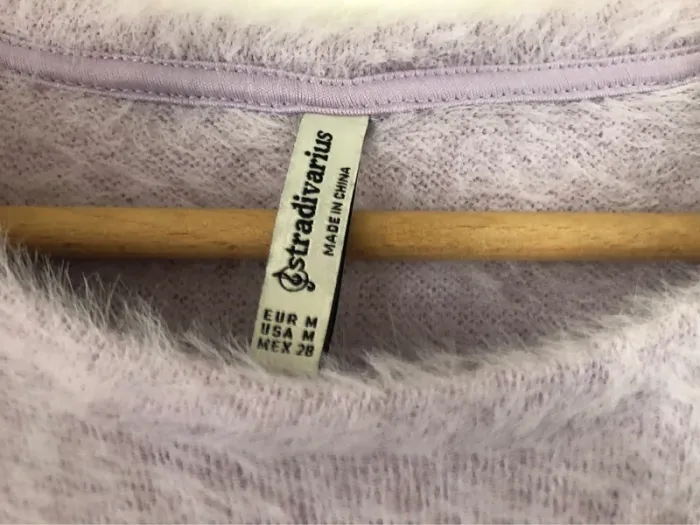 stradivarius
MADE IN CHINA
EUR M
USA M
MEX 28